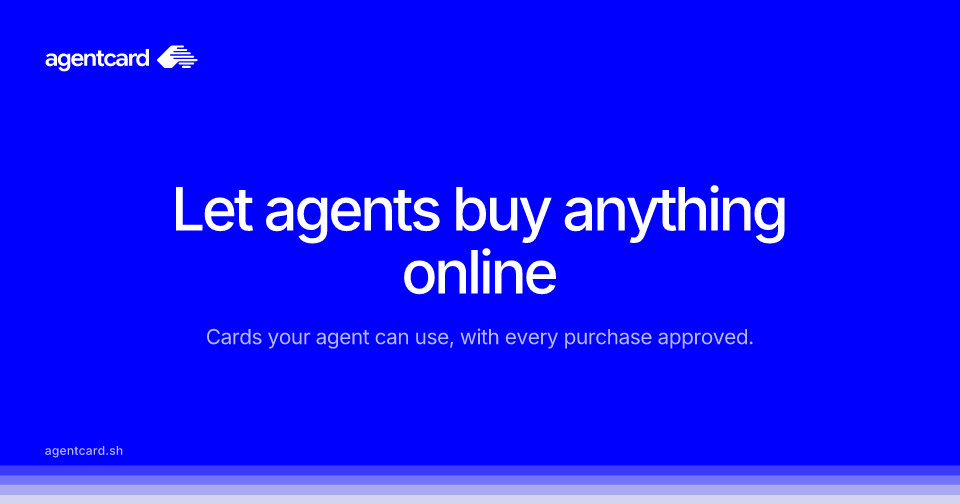 agentcard
Let agents buy anything
online
Cards your agent can use, with every purchase approved.
agentcard.sh